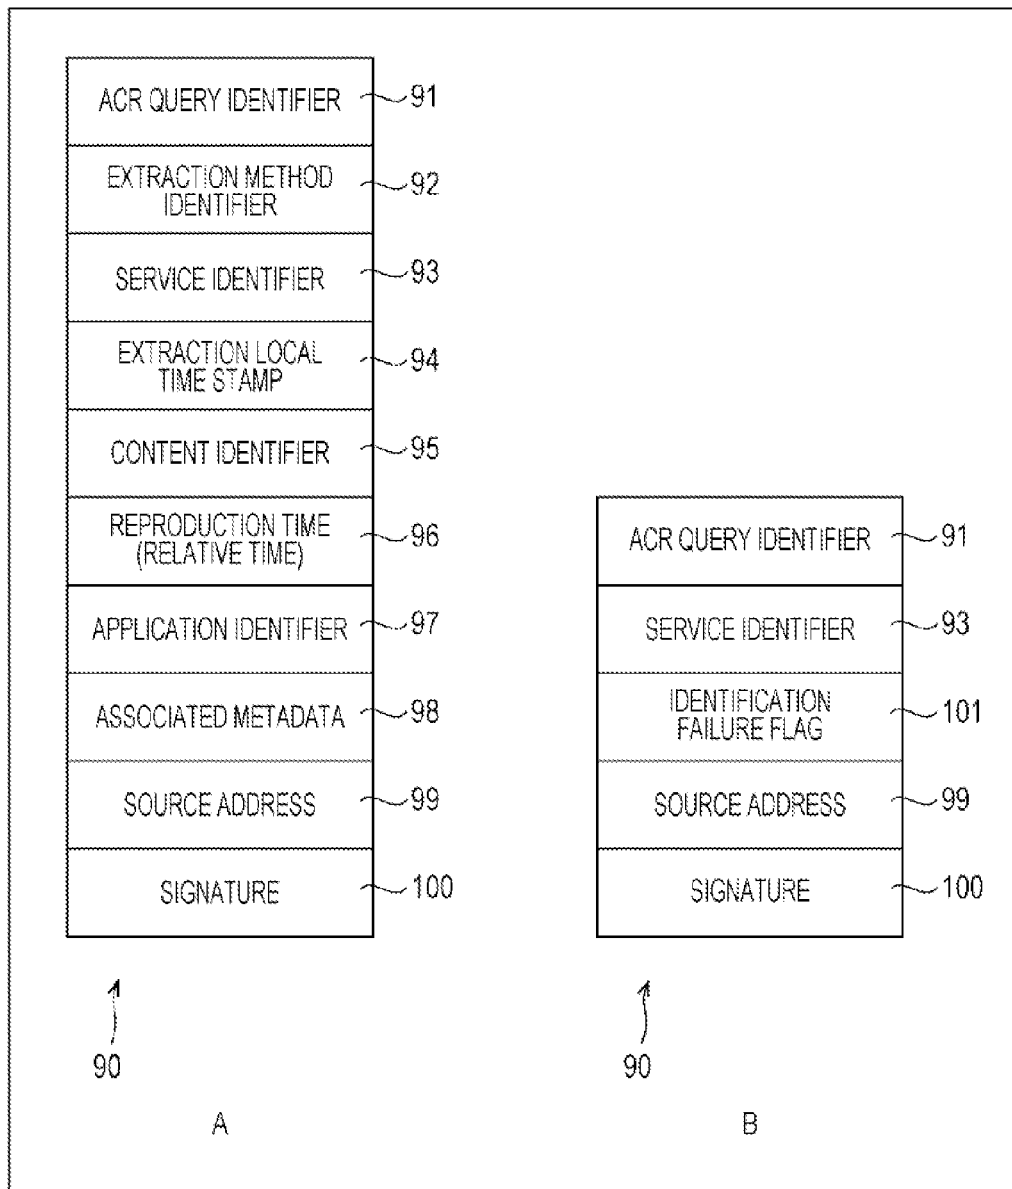 ACR QUERY IDENTIFIER 91
EXTRACTION METHOD
IDENTIFIER 92
SERVICE IDENTIFIER 93
EXTRACTION LOCAL
TIME STAMP 94
CONTENT IDENTIFIER 95
REPRODUCTION TIME
(RELATIVE TIME) 96
APPLICATION IDENTIFIER 97
ASSOCIATED METADATA 98
SOURCE ADDRESS 99
SIGNATURE 100
90
A
ACR QUERY IDENTIFIER 91
SERVICE IDENTIFIER 93
IDENTIFICATION
FAILURE FLAG 101
SOURCE ADDRESS 99
SIGNATURE 100
90
B